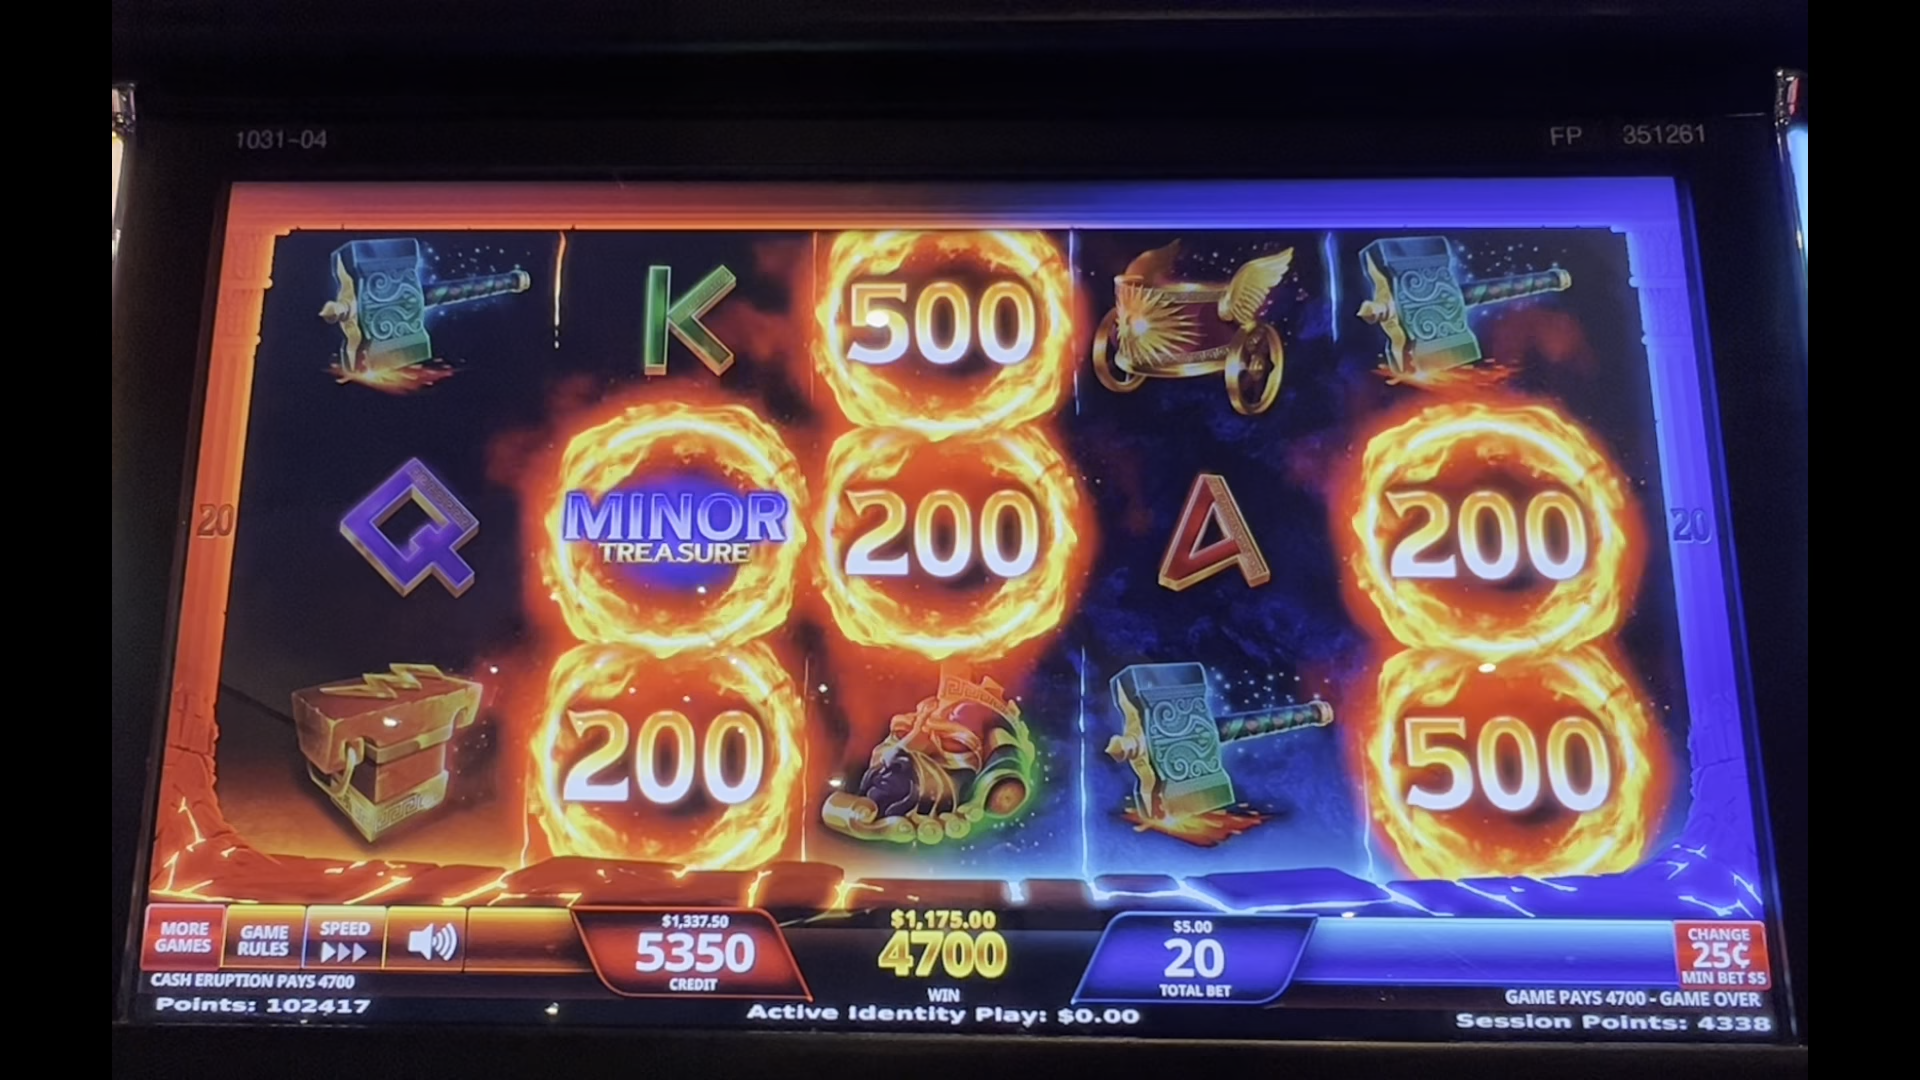 1031-04
FP 351261
K
500
Q
MINOR
TREASURE
200
A
200
20
20
200
500
MORE
GAMES
GAME
RULES
SPEED
$1,337.50
5350
CREDIT
$1,175.00
4700
WIN
$5.00
20
TOTAL BET
CHANGE
25¢
MIN BET $5
CASH ERUPTION PAYS 4700
GAME PAYS 4700 - GAME OVER
Points: 102417
Active Identity Play: $0.00
Session Points: 4338